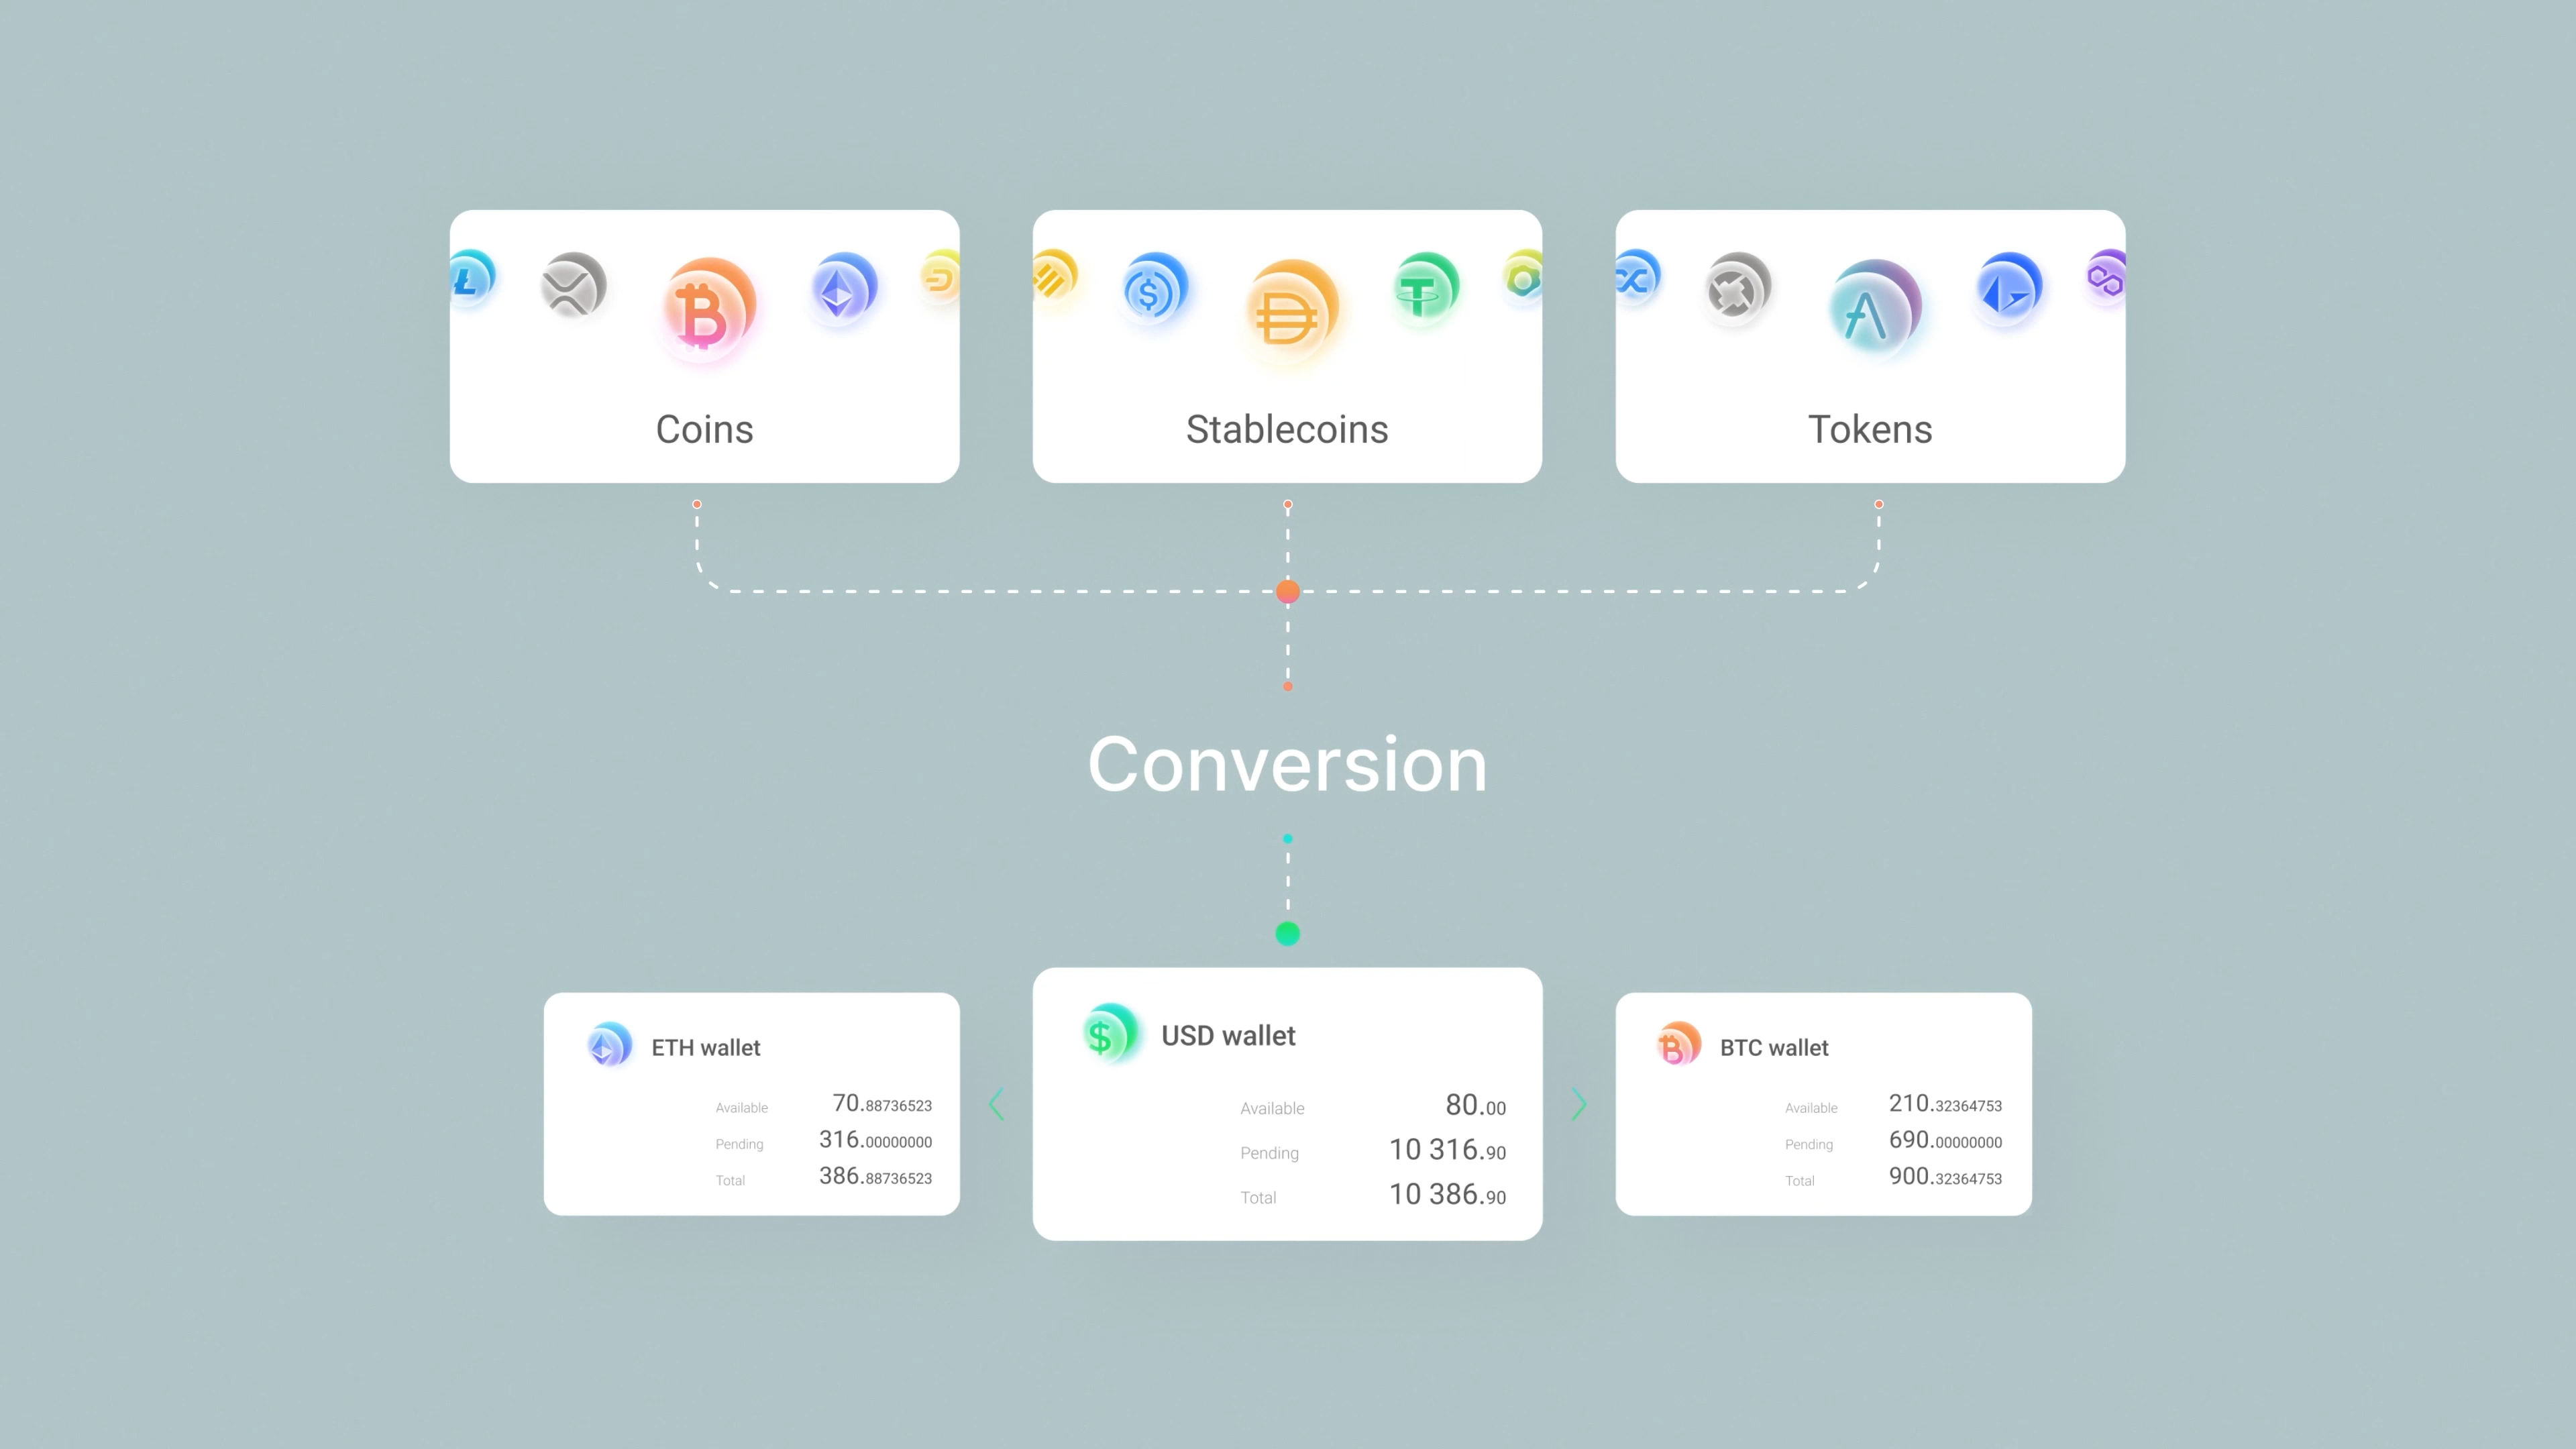 Coins
Stablecoins
Tokens
Conversion
ETH wallet
Available 70.88736523
Pending 316.00000000
Total 386.88736523
USD wallet
Available 80.00
Pending 10 316.90
Total 10 386.90
BTC wallet
Available 210.32364753
Pending 690.00000000
Total 900.32364753